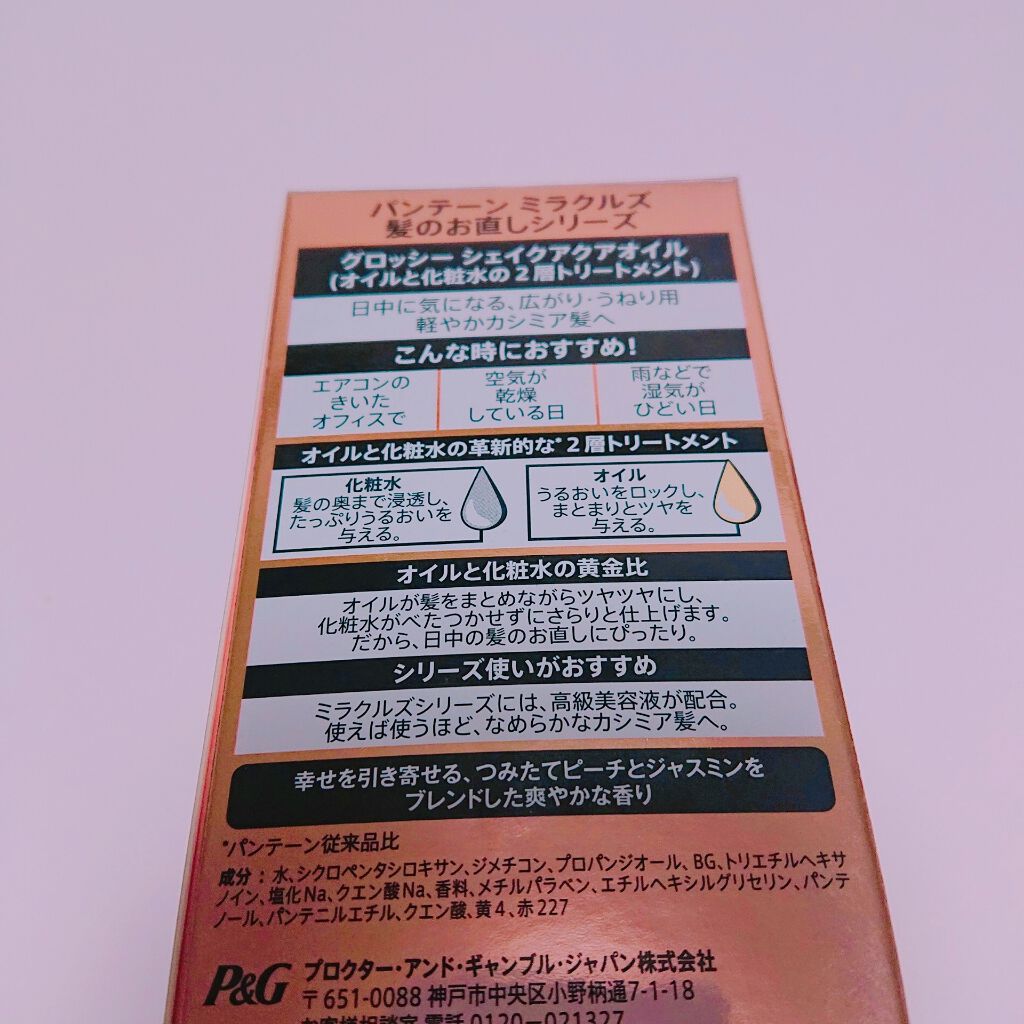 パンテーン ミラクルズ
髪のお直しシリーズ
グロッシー シェイクアクアオイル
(オイルと化粧水の2層トリートメント)
日中に気になる、広がり・うねり用
軽やかカシミア髪へ
こんな時におすすめ!
エアコンの
きいた
オフィスで
空気が
乾燥
している日
雨などで
湿気が
ひどい日
オイルと化粧水の革新的な*2層トリートメント
化粧水
髪の奥まで浸透し、
たっぷりうるおいを
与える。
オイル
うるおいをロックし、
まとまりとツヤを
与える。
オイルと化粧水の黄金比
オイルが髪をまとめながらツヤツヤにし、
化粧水がべたつかせずにさらりと仕上げます。
だから、日中の髪のお直しにぴったり。
シリーズ使いがおすすめ
ミラクルズシリーズには、高級美容液が配合。
使えば使うほど、なめらかなカシミア髪へ。
幸せを引き寄せる、つみたてピーチとジャスミンを
ブレンドした爽やかな香り
*パンテーン従来品比
成分:水、シクロペンタシロキサン、ジメチコン、プロパンジオール、BG、トリエチルヘキサ
ノイン、塩化Na、クエン酸Na、香料、メチルパラベン、エチルヘキシルグリセリン、パンテ
ノール、パンテニルエチル、クエン酸、黄4、赤227
P&G プロクター・アンド・ギャンブル・ジャパン株式会社
〒651-0088 神戸市中央区小野柄通7-1-18
お客様相談室 電話 0120-021327